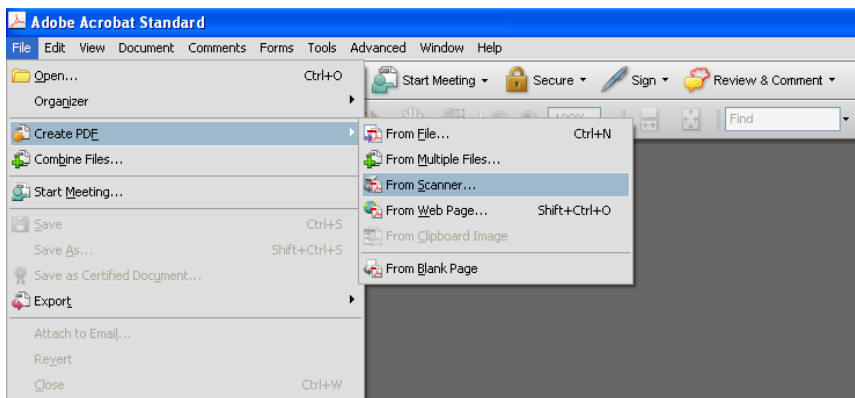 Adobe Acrobat Standard
File Edit View Document Comments Forms Tools Advanced Window Help
Open... Ctrl+O
Start Meeting Secure Sign Review & Comment
Organizer
100% Find
Create PDF
From File... Ctrl+N
Combine Files...
From Multiple Files...
Start Meeting...
From Scanner...
From Web Page... Shift+Ctrl+O
Save Ctrl+S
From Clipboard Image
Save As... Shift+Ctrl+S
From Blank Page
Save as Certified Document...
Export
Attach to Email...
Revert
Close Ctrl+W